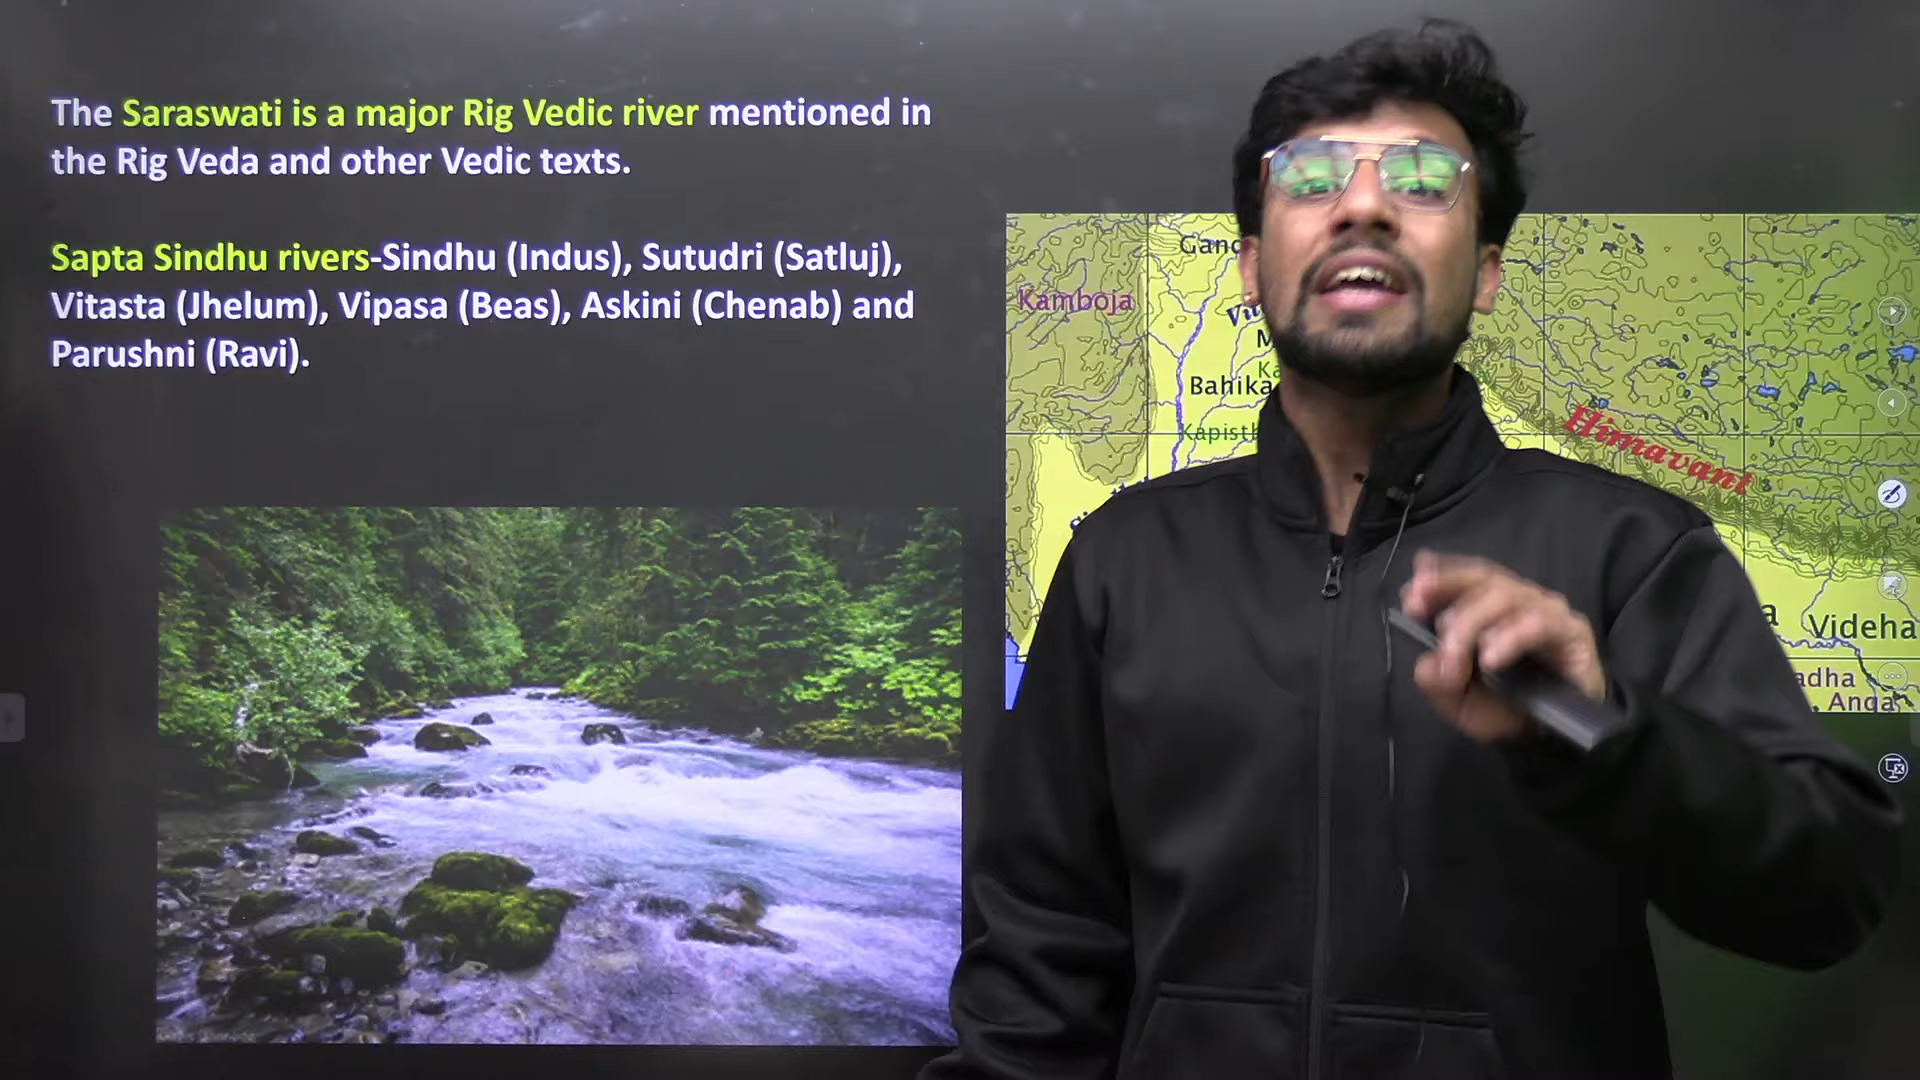 The Saraswati is a major Rig Vedic river mentioned in
the Rig Veda and other Vedic texts.
Sapta Sindhu rivers-Sindhu (Indus), Sutudri (Satluj),
Vitasta (Jhelum), Vipasa (Beas), Askini (Chenab) and
Parushni (Ravi).
Kamboja
Bahika
Himavant
Videha
Anga